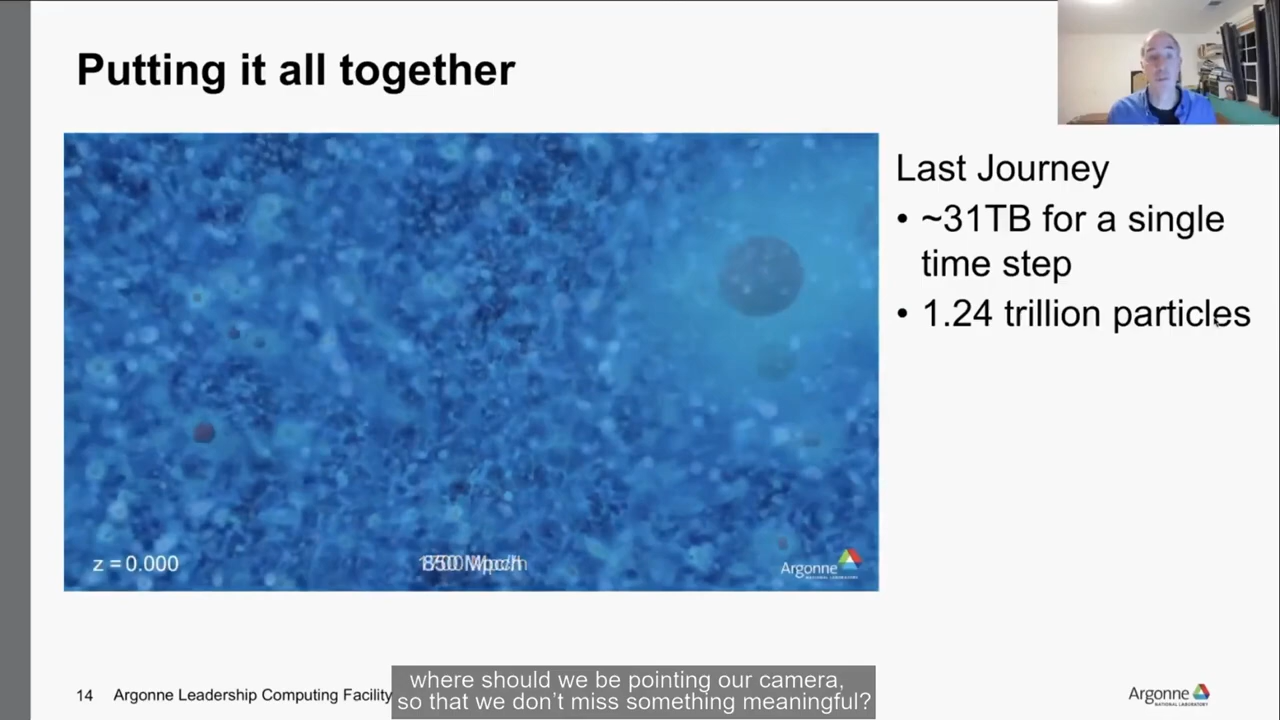 Putting it all together
Last Journey
• ~31TB for a single
time step
• 1.24 trillion particles
z = 0.000
850 Mpc/h
Argonne
NATIONAL LABORATORY
14 Argonne Leadership Computing Facility
where should we be pointing our camera,
so that we don't miss something meaningful?
Argonne
NATIONAL LABORATORY